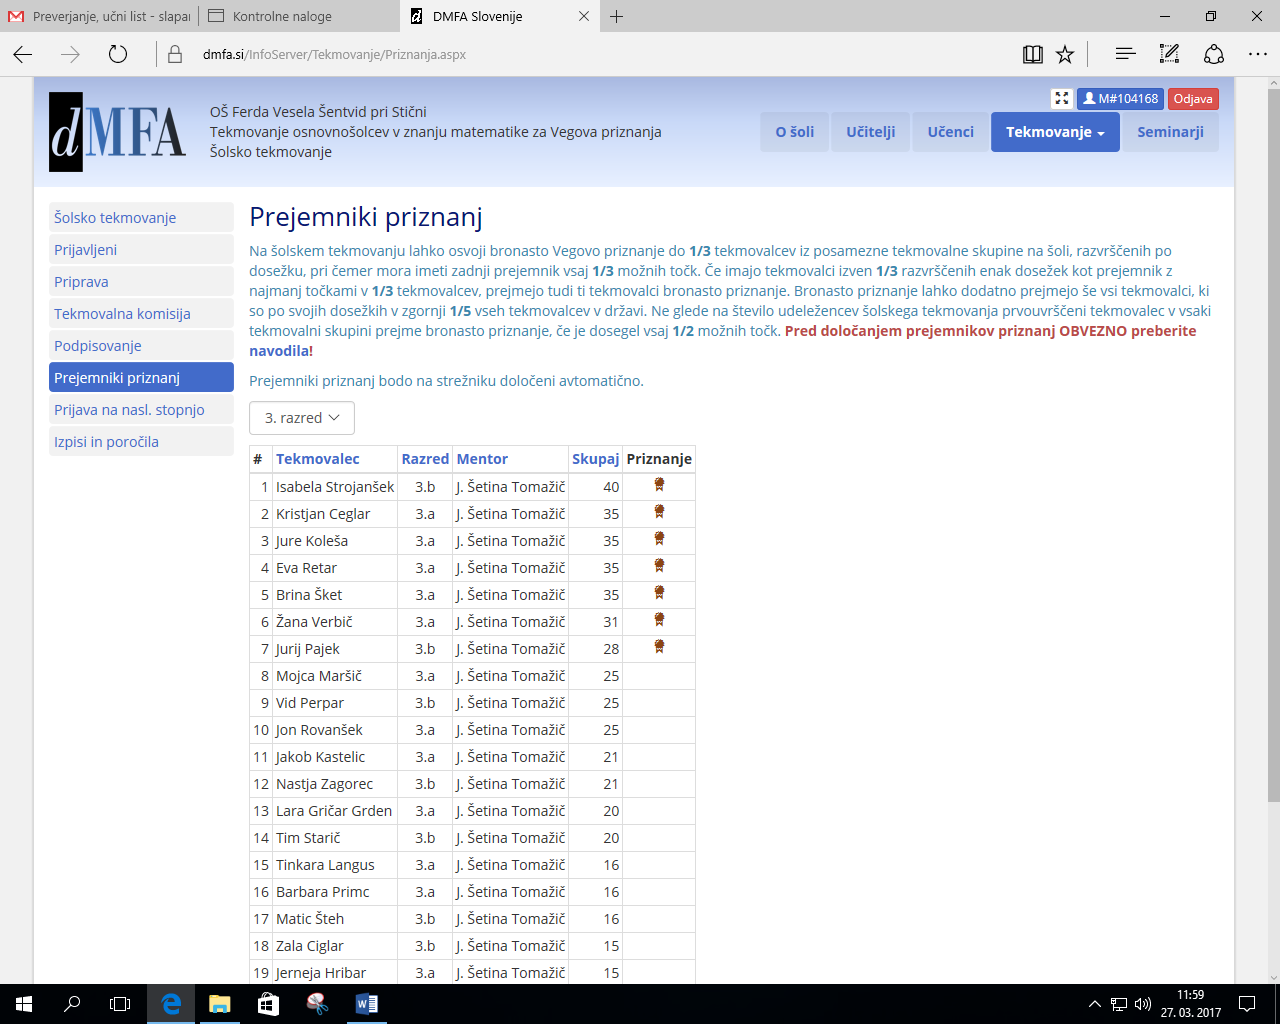 Preverjanje, učni list - slapar
Kontrolne naloge
DMFA Slovenije
dmfa.si/InfoServer/Tekmovanje/Priznanja.aspx
dMFA
OŠ Ferda Vesela Šentvid pri Stični
Tekmovanje osnovnošolcev v znanju matematike za Vegova priznanja
Šolsko tekmovanje
M#104168
Odjava
O šoli
Učitelji
Učenci
Tekmovanje
Seminarji
Šolsko tekmovanje
Prijavljeni
Priprava
Tekmovalna komisija
Podpisovanje
Prejemniki priznanj
Prijava na nasl. stopnjo
Izpisi in poročila
Prejemniki priznanj
Na šolskem tekmovanju lahko osvoji bronasto Vegovo priznanje do 1/3 tekmovalcev iz posamezne tekmovalne skupine na šoli, razvrščenih po
dosežku, pri čemer mora imeti zadnji prejemnik vsaj 1/3 možnih točk. Če imajo tekmovalci izven 1/3 razvrščenih enak dosežek kot prejemnik z
najmanj točkami v 1/3 tekmovalcev, prejmejo tudi ti tekmovalci bronasto priznanje. Bronasto priznanje lahko dodatno prejmejo še vsi tekmovalci, ki
so po svojih dosežkih v zgornji 1/5 vseh tekmovalcev v državi. Ne glede na število udeležencev šolskega tekmovanja prvouvrščeni tekmovalec v vsaki
tekmovalni skupini prejme bronasto priznanje, če je dosegel vsaj 1/2 možnih točk. Pred določanjem prejemnikov priznanj OBVEZNO preberite
navodila!
Prejemniki priznanj bodo na strežniku določeni avtomatično.
3. razred
# Tekmovalec Razred Mentor Skupaj Priznanje
1 Isabela Strojanšek 3.b J. Šetina Tomažič 40
2 Kristjan Ceglar 3.a J. Šetina Tomažič 35
3 Jure Koleša 3.a J. Šetina Tomažič 35
4 Eva Retar 3.a J. Šetina Tomažič 35
5 Brina Šket 3.a J. Šetina Tomažič 35
6 Žana Verbič 3.a J. Šetina Tomažič 31
7 Jurij Pajek 3.b J. Šetina Tomažič 28
8 Mojca Maršič 3.a J. Šetina Tomažič 25
9 Vid Perpar 3.b J. Šetina Tomažič 25
10 Jon Rovanšek 3.a J. Šetina Tomažič 25
11 Jakob Kastelic 3.a J. Šetina Tomažič 21
12 Nastja Zagorec 3.b J. Šetina Tomažič 21
13 Lara Gričar Grden 3.a J. Šetina Tomažič 20
14 Tim Starič 3.b J. Šetina Tomažič 20
15 Tinkara Langus 3.a J. Šetina Tomažič 16
16 Barbara Primc 3.a J. Šetina Tomažič 16
17 Matic Šteh 3.b J. Šetina Tomažič 16
18 Zala Ciglar 3.b J. Šetina Tomažič 15
19 Jerneja Hribar 3.a J. Šetina Tomažič 15
11:59
27. 03. 2017